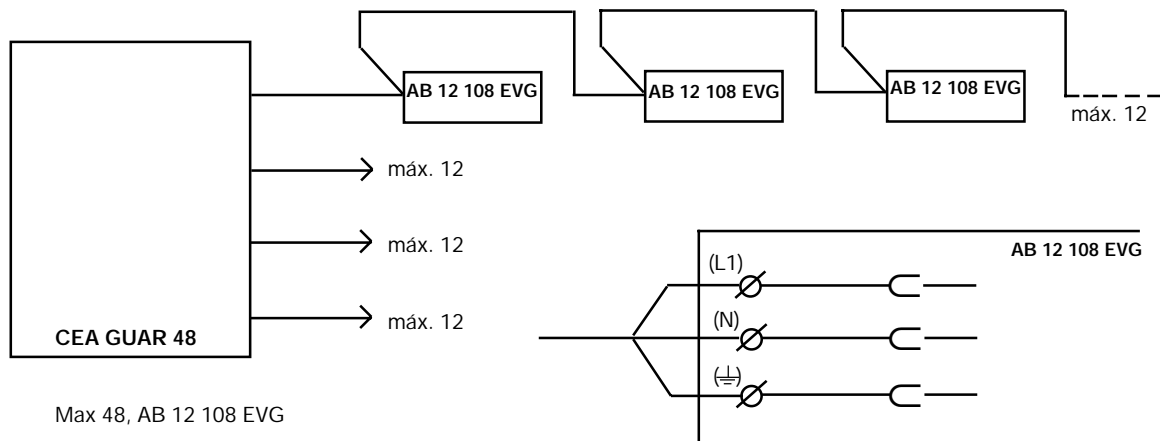 AB 12 108 EVG
AB 12 108 EVG
AB 12 108 EVG
máx. 12
máx. 12
máx. 12
máx. 12
CEA GUAR 48
AB 12 108 EVG
(L1)
(N)
(⏚)
Max 48, AB 12 108 EVG